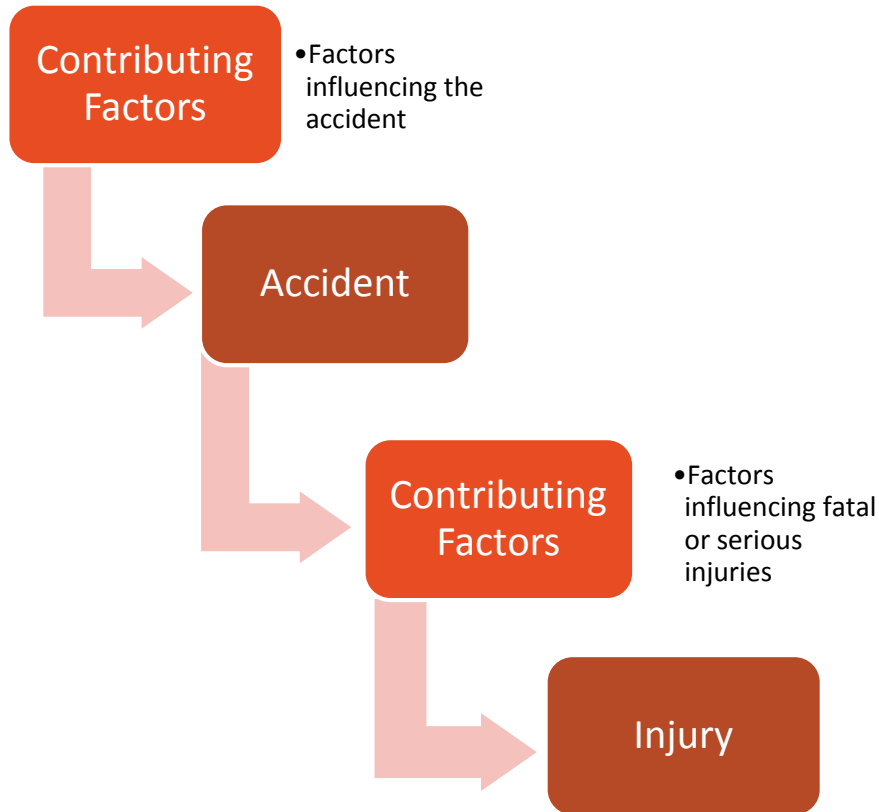 Contributing
Factors
•Factors
influencing the
accident
Accident
Contributing
Factors
•Factors
influencing fatal
or serious
injuries
Injury